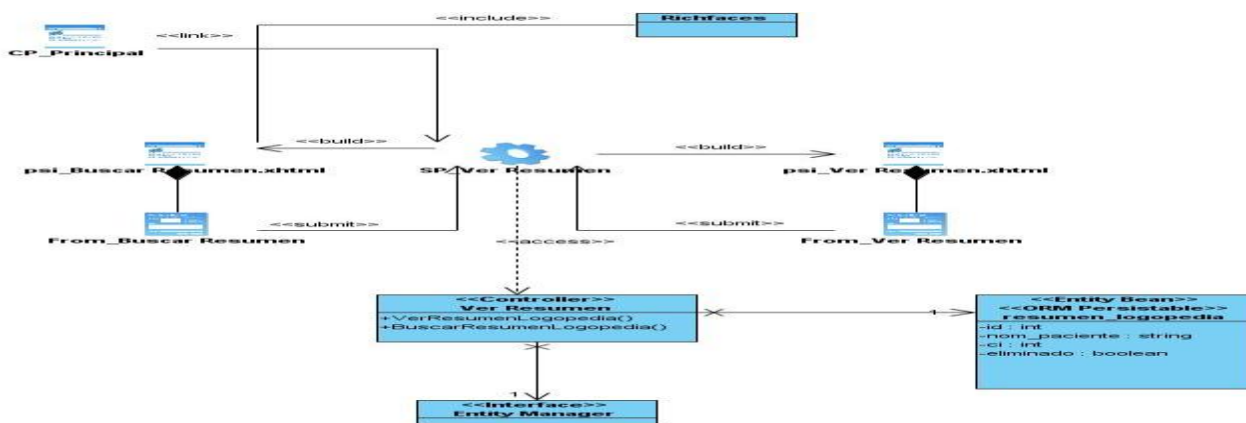 <<include>>
Richfaces
<<link>>
CP_Principal
<<build>>
<<build>>
psi_Buscar Resumen.xhtml
SP_Ver Resumen
psi_Ver Resumen.xhtml
<<submit>>
<<submit>>
From_Buscar Resumen
<<access>>
From_Ver Resumen
<<Controller>>
Ver Resumen
+VerResumenLogopedia()
+BuscarResumenLogopedia()
1
<<Entity Bean>>
<<ORM Persistable>>
resumen_logopedia
-id : int
-nom_paciente : string
-ci : int
-eliminado : boolean
1
<<Interface>>
Entity Manager